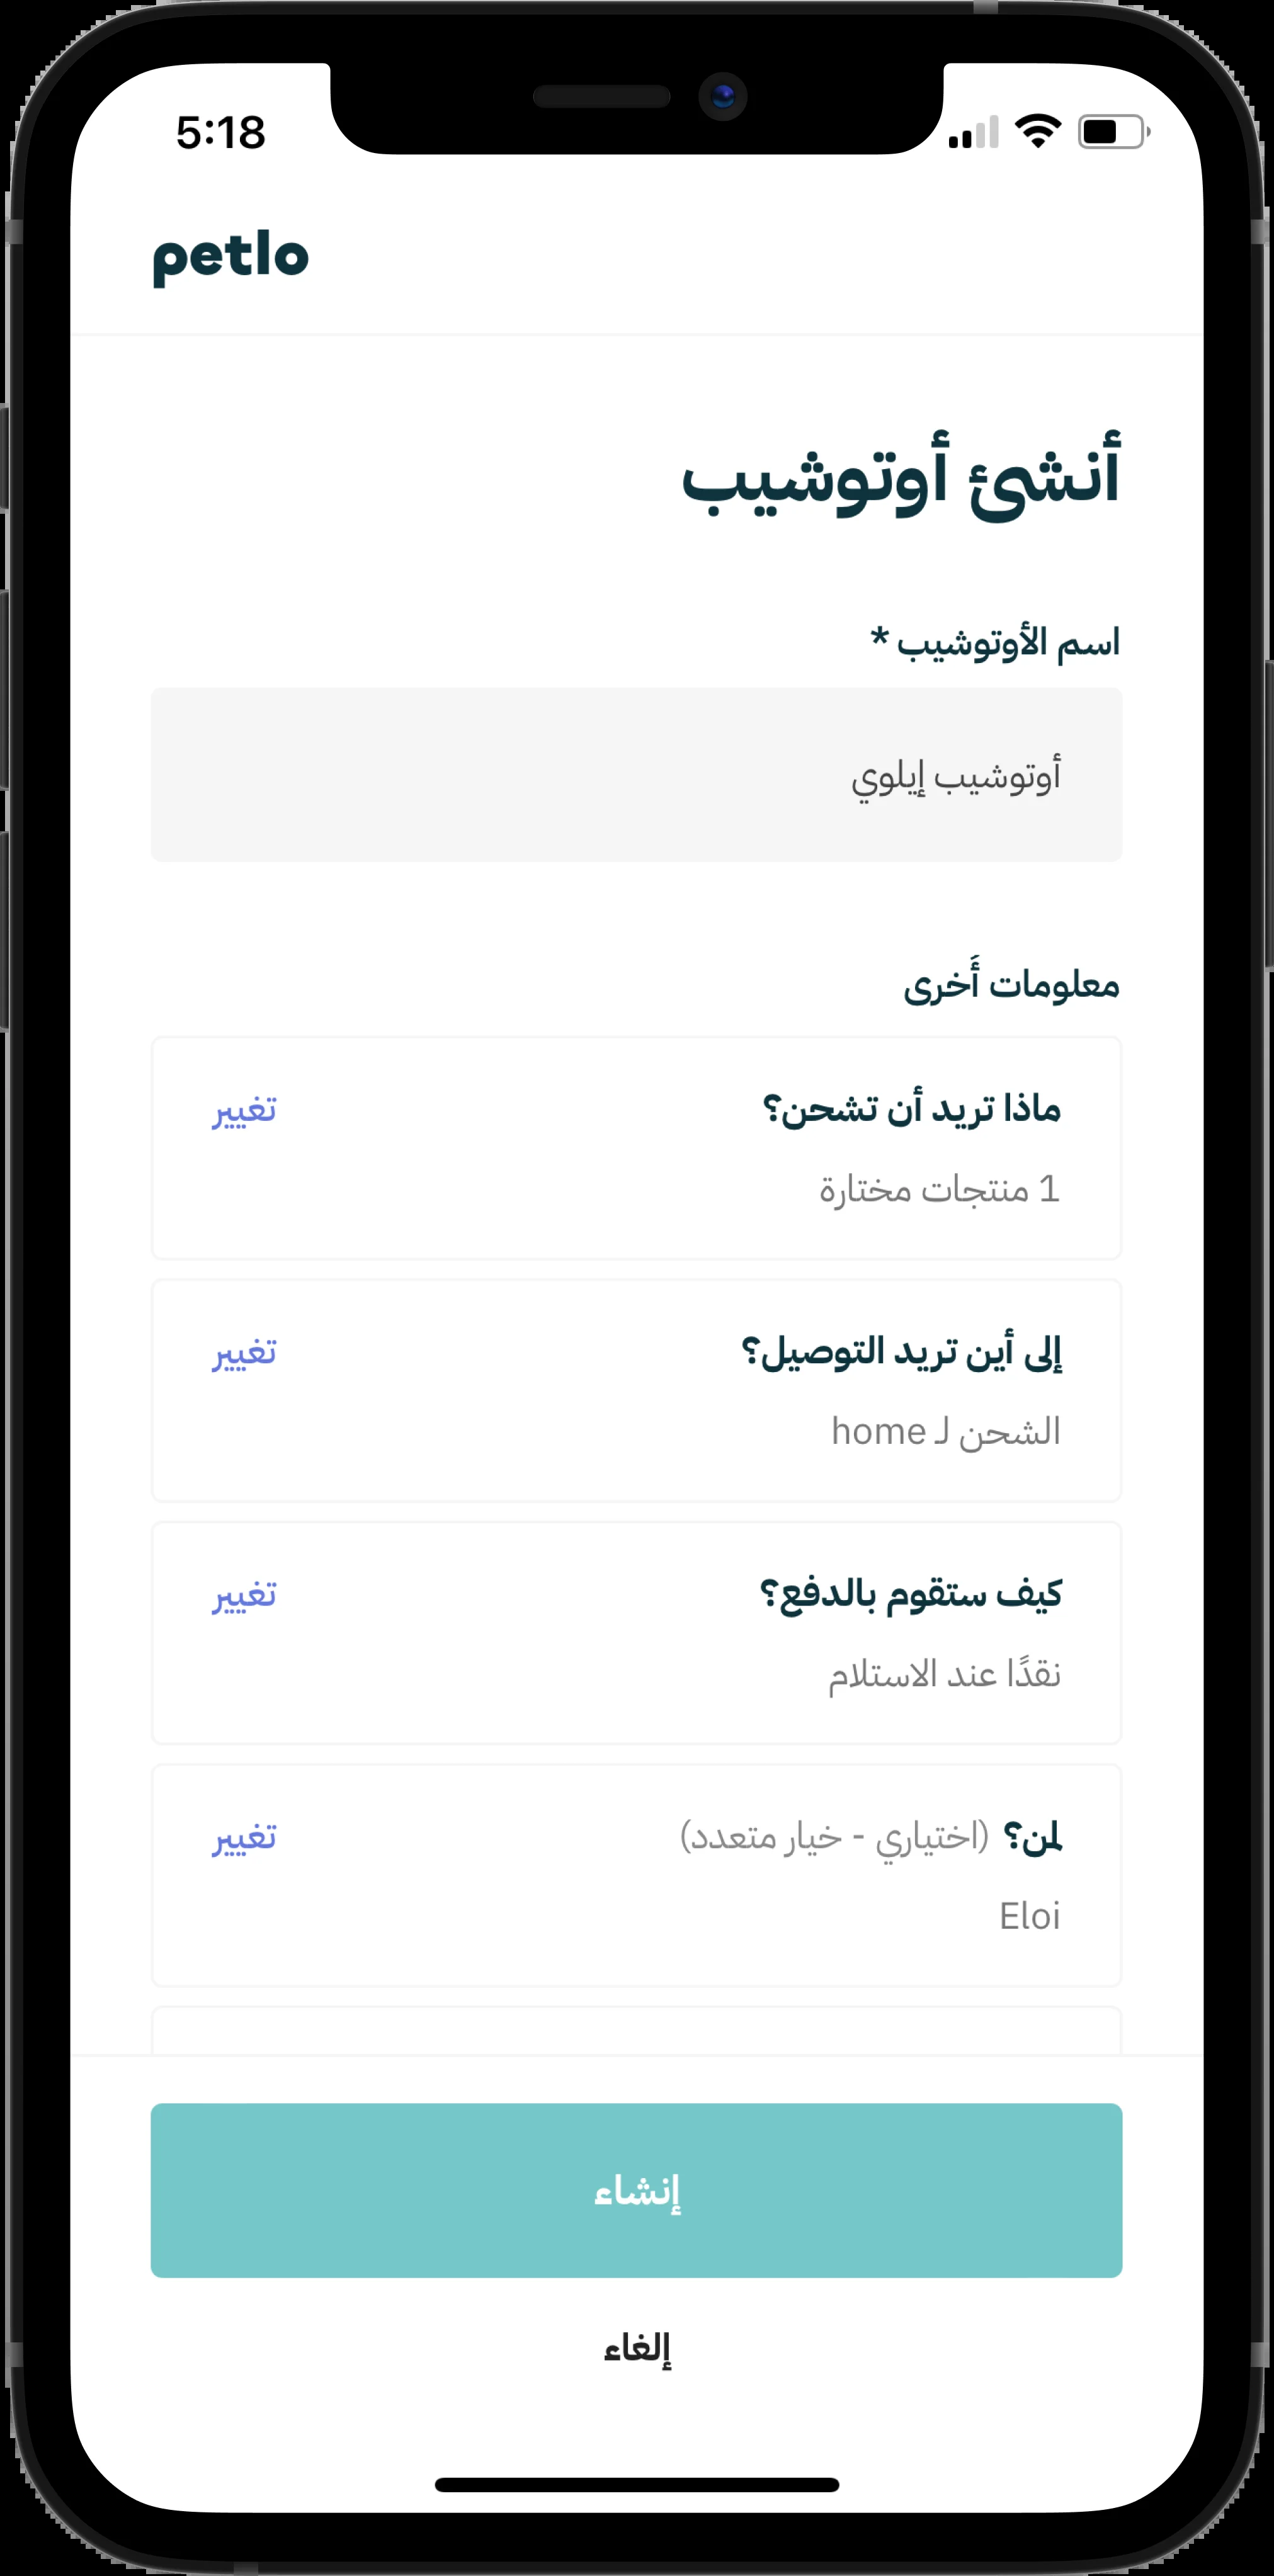 5:18
petlo
أنشئ أوتوشيب
اسم الأوتوشيب *
أوتوشيب إيلوي
معلومات أَخرى
ماذا تريد أن تشحن؟ تغيير
1 منتجات مختارة
إلى أين تريد التوصيل؟ تغيير
الشحن لـ home
كيف ستقوم بالدفع؟ تغيير
نقدًا عند الاستلام
لمن؟ (اختياري - خيار متعدد) تغيير
Eloi
إنشاء
إلغاء